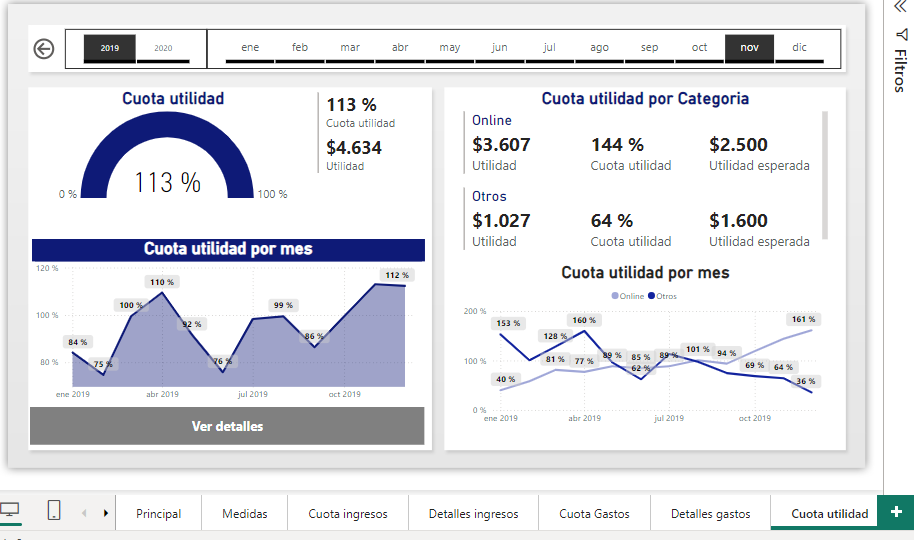 2019 2020 ene feb mar abr may jun jul ago sep oct nov dic
Filtros
Cuota utilidad
113 %
0 %
100 %
113 %
Cuota utilidad
$4.634
Utilidad
Cuota utilidad por mes
120 %
100 %
80 %
84 %
75 %
100 %
110 %
92 %
76 %
99 %
86 %
112 %
ene 2019 abr 2019 jul 2019 oct 2019
Ver detalles
Cuota utilidad por Categoria
Online
$3.607 144 % $2.500
Utilidad Cuota utilidad Utilidad esperada
Otros
$1.027 64 % $1.600
Utilidad Cuota utilidad Utilidad esperada
Cuota utilidad por mes
Online Otros
200 %
100 %
0 %
153 %
40 %
128 %
81 %
160 %
77 %
89 %
85 %
62 %
89 %
101 %
94 %
69 %
64 %
161 %
36 %
ene 2019 abr 2019 jul 2019 oct 2019
Principal Medidas Cuota ingresos Detalles ingresos Cuota Gastos Detalles gastos Cuota utilidad